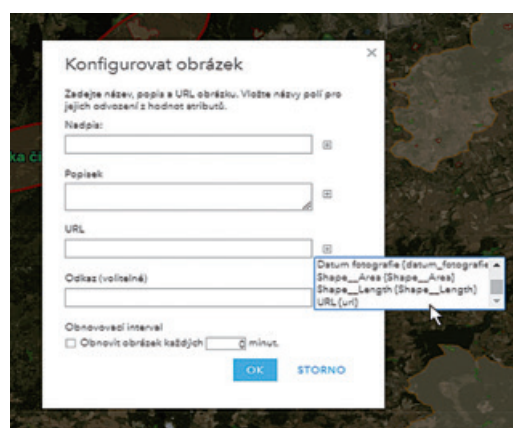 Konfigurovat obrázek
×
Zadejte název, popis a URL obrázku. Vložte názvy polí pro
jejich odvození z hodnot atributů.
Nadpis:
Popisek
URL
Datum fotografie {datum_fotografie
Shape__Area {Shape__Area}
Shape__Length {Shape__Length}
URL {url}
Odkaz (volitelné)
Obnovovací interval
Obnovit obrázek každých 0 minut.
OK STORNO
ka čí